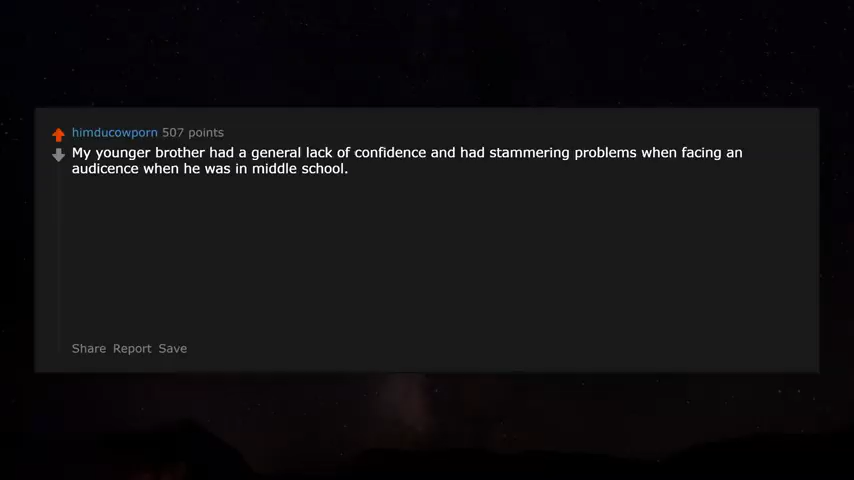 himducowporn 507 points
My younger brother had a general lack of confidence and had stammering problems when facing an
audicence when he was in middle school.
Share Report Save